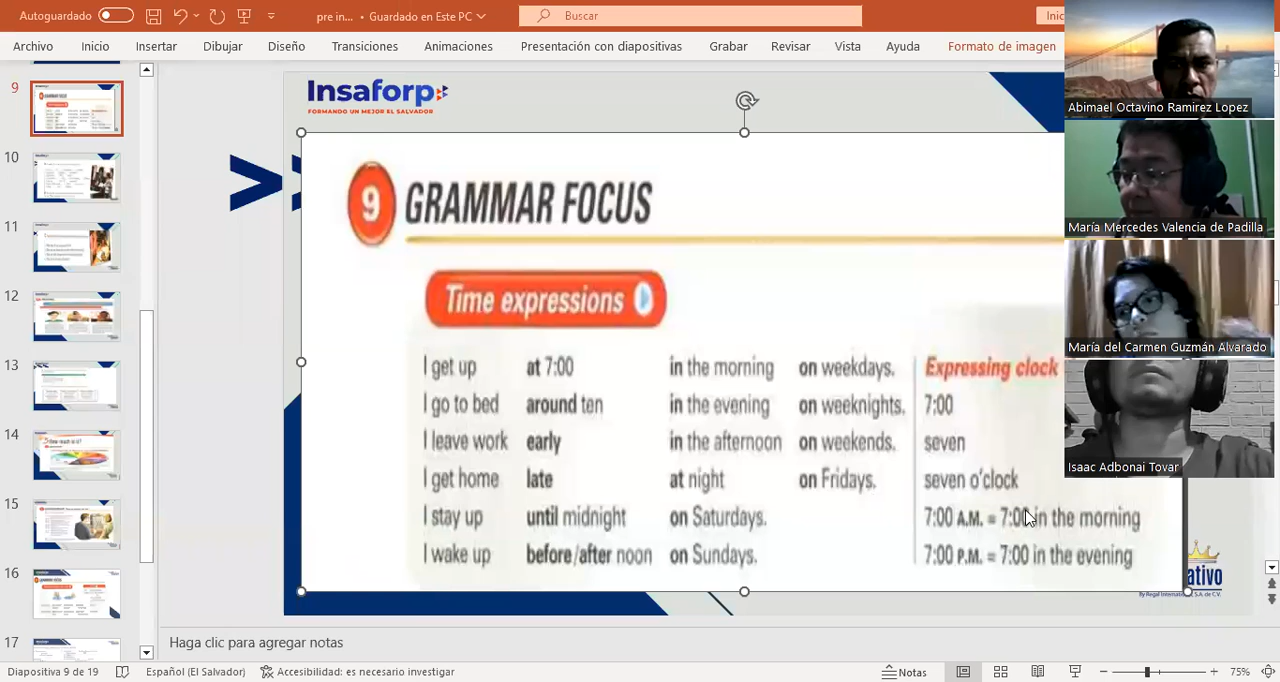 Autoguardado
pre in... • Guardado en Este PC
Buscar
Inic
Archivo Inicio Insertar Dibujar Diseño Transiciones Animaciones Presentación con diapositivas Grabar Revisar Vista Ayuda Formato de imagen
9
10
11
12
13
14
15
16
17
Insaforp
FORMANDO UN MEJOR EL SALVADOR
9 GRAMMAR FOCUS
Time expressions
I get up at 7:00 in the morning on weekdays.
I go to bed around ten in the evening on weeknights.
I leave work early in the afternoon on weekends.
I get home late at night on Fridays.
I stay up until midnight on Saturdays.
I wake up before/after noon on Sundays.
Expressing clock
7:00
seven
seven o'clock
7:00 A.M. = 7:00 in the morning
7:00 P.M. = 7:00 in the evening
ativo
By Regal International, S.A. de C.V.
Abimael Octavino Ramirez Lopez
María Mercedes Valencia de Padilla
María del Carmen Guzmán Alvarado
Isaac Adbonai Tovar
Haga clic para agregar notas
Diapositiva 9 de 19 Español (El Salvador) Accesibilidad: es necesario investigar Notas 75%